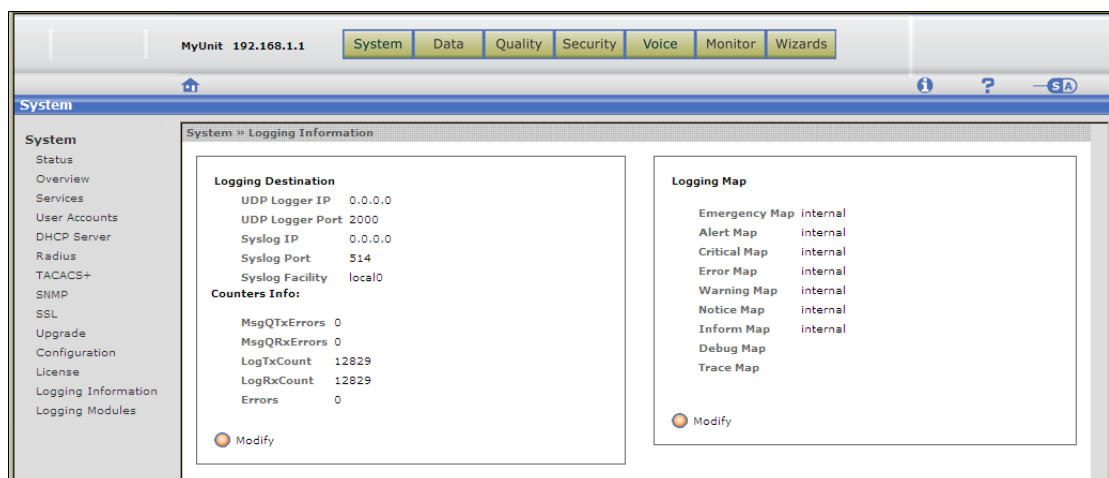 MyUnit 192.168.1.1 System Data Quality Security Voice Monitor Wizards
i ? S A
System
System
Status
Overview
Services
User Accounts
DHCP Server
Radius
TACACS+
SNMP
SSL
Upgrade
Configuration
License
Logging Information
Logging Modules
System » Logging Information
Logging Destination
UDP Logger IP 0.0.0.0
UDP Logger Port 2000
Syslog IP 0.0.0.0
Syslog Port 514
Syslog Facility local0
Counters Info:
MsgQTxErrors 0
MsgQRxErrors 0
LogTxCount 12829
LogRxCount 12829
Errors 0
Modify
Logging Map
Emergency Map internal
Alert Map internal
Critical Map internal
Error Map internal
Warning Map internal
Notice Map internal
Inform Map internal
Debug Map
Trace Map
Modify